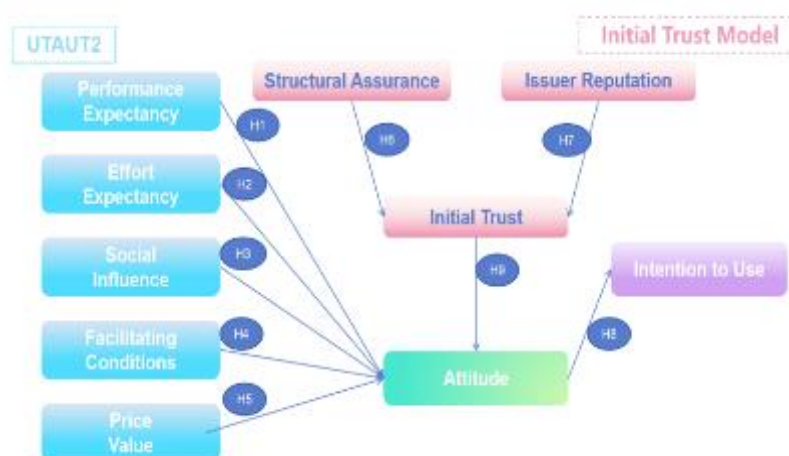 UTAUT2
Initial Trust Model
Performance
Expectancy
Structural Assurance
Issuer Reputation
H1
H6
H7
Effort
Expectancy
H2
Initial Trust
Social
Influence
H3
H9
Intention to Use
Facilitating
Conditions
H4
H8
Attitude
H5
Price
Value